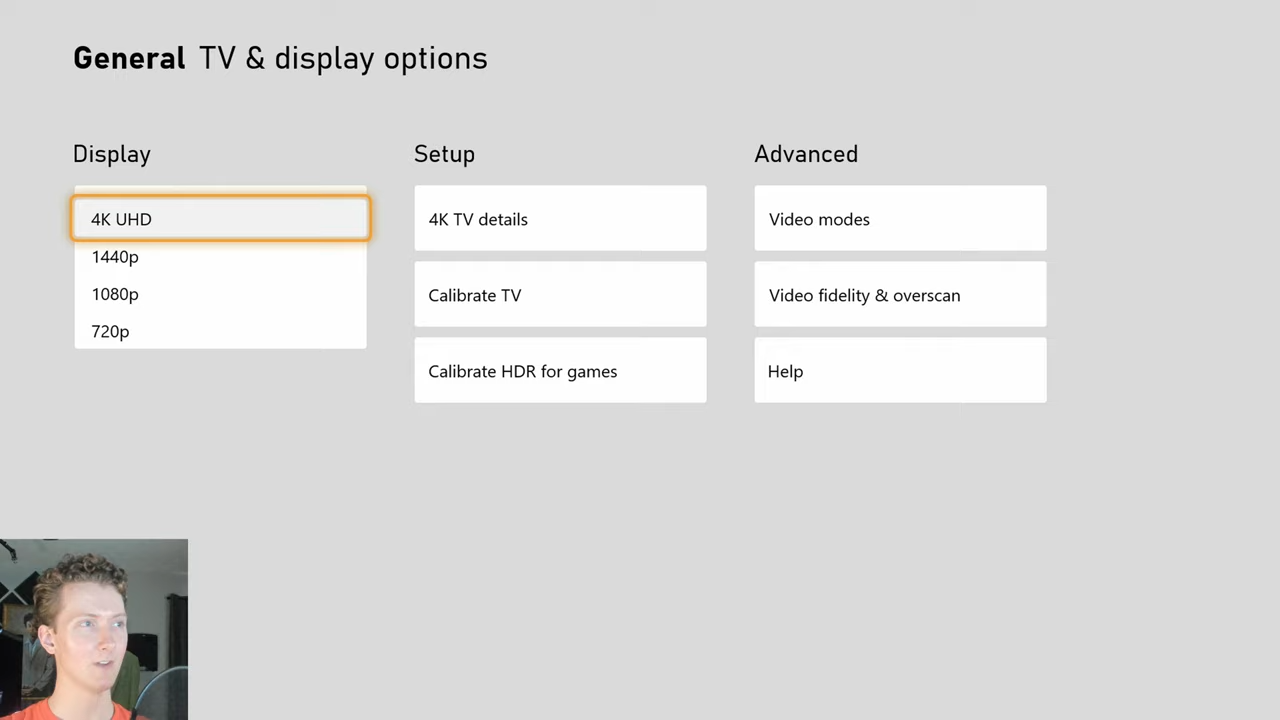 General TV & display options
Display
4K UHD
1440p
1080p
720p
Setup
4K TV details
Calibrate TV
Calibrate HDR for games
Advanced
Video modes
Video fidelity & overscan
Help